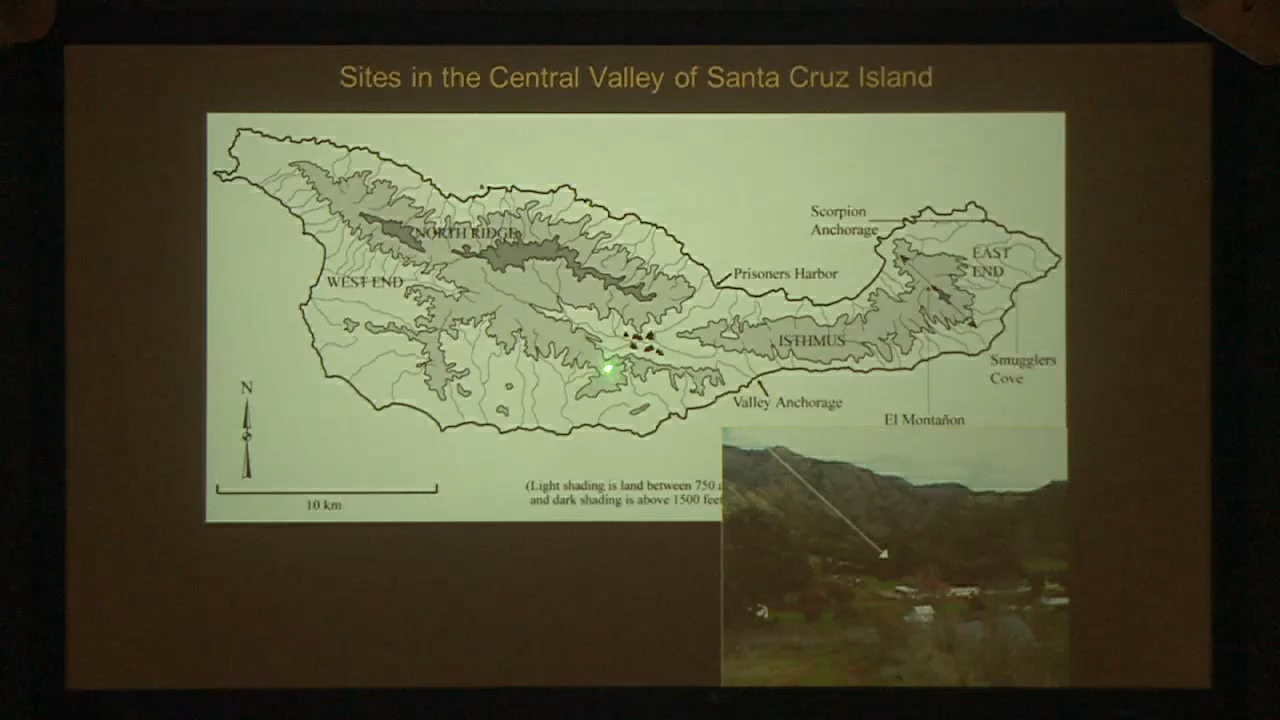 Sites in the Central Valley of Santa Cruz Island
Scorpion
Anchorage
NORTH RIDGE
EAST
END
Prisoners Harbor
WEST END
ISTHMUS
Smugglers
Cove
N
Valley Anchorage
El Montañon
(Light shading is land between 750
and dark shading is above 1500 feet
10 km